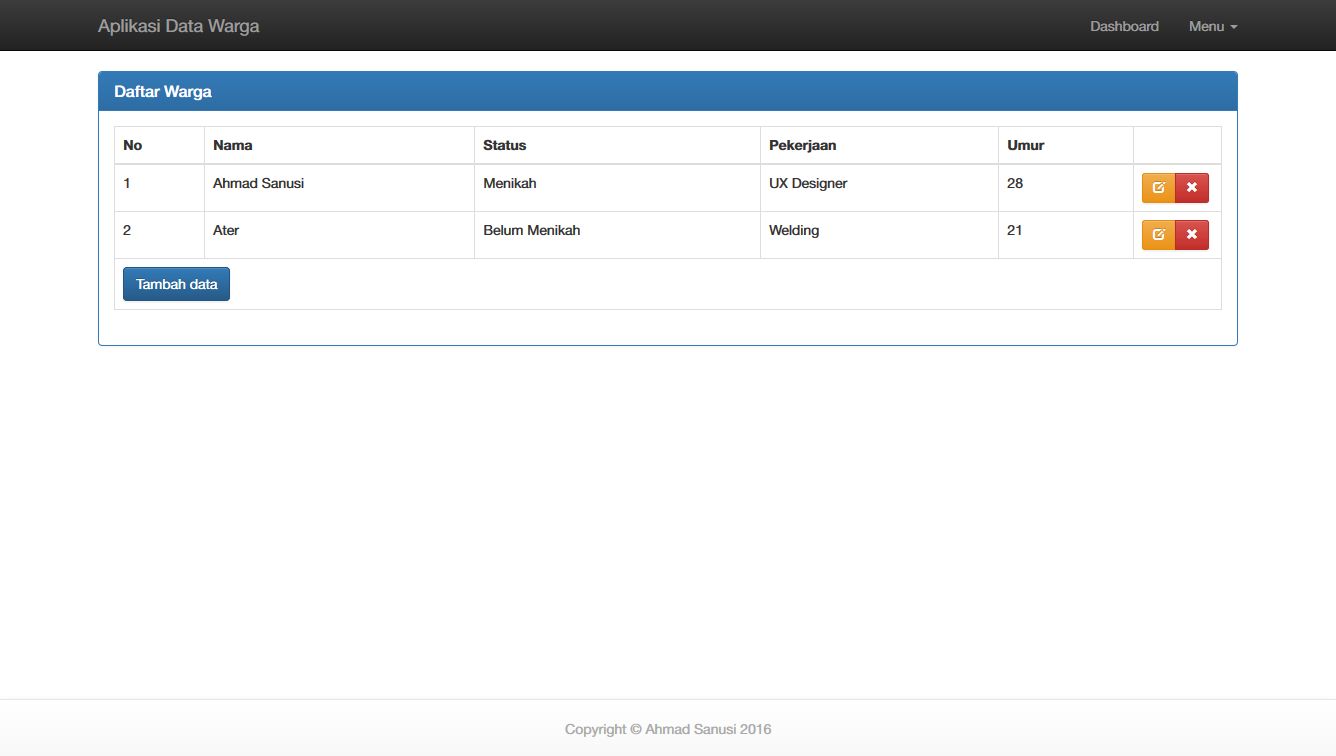 Aplikasi Data Warga Dashboard Menu
Daftar Warga
No Nama Status Pekerjaan Umur
1 Ahmad Sanusi Menikah UX Designer 28
2 Ater Belum Menikah Welding 21
Tambah data
Copyright © Ahmad Sanusi 2016